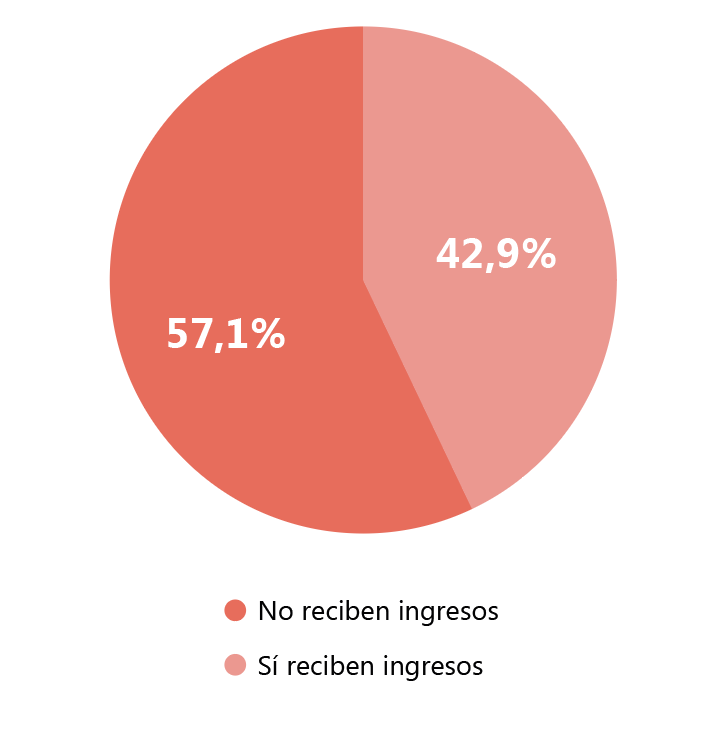 42,9%
57,1%
No reciben ingresos
Sí reciben ingresos